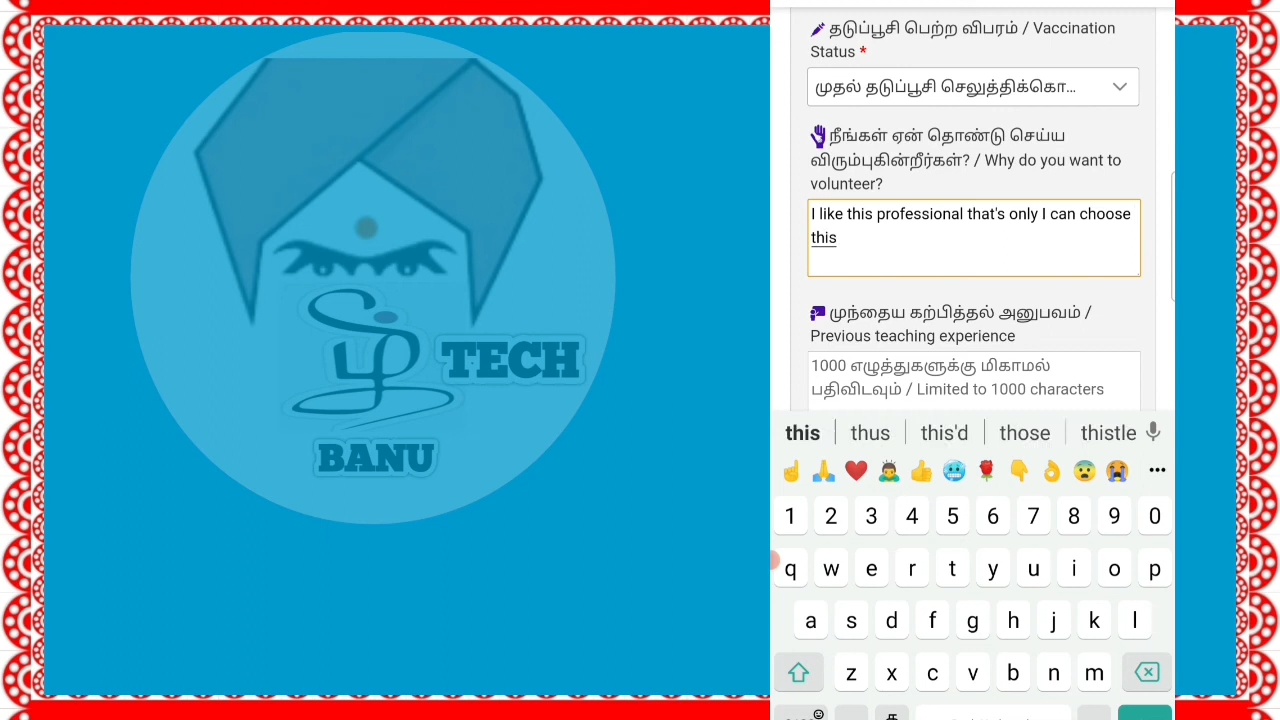 தடுப்பூசி பெற்ற விபரம் / Vaccination
Status *
முதல் தடுப்பூசி செலுத்திக்கொ...
நீங்கள் ஏன் தொண்டு செய்ய
விரும்புகின்றீர்கள்? / Why do you want to
volunteer?
I like this professional that's only I can choose
this
முந்தைய கற்பித்தல் அனுபவம் /
Previous teaching experience
1000 எழுத்துகளுக்கு மிகாமல்
பதிவிடவும் / Limited to 1000 characters
this thus this'd those thistle
1 2 3 4 5 6 7 8 9 0
q w e r t y u i o p
a s d f g h j k l
z x c v b n m
TECH
BANU